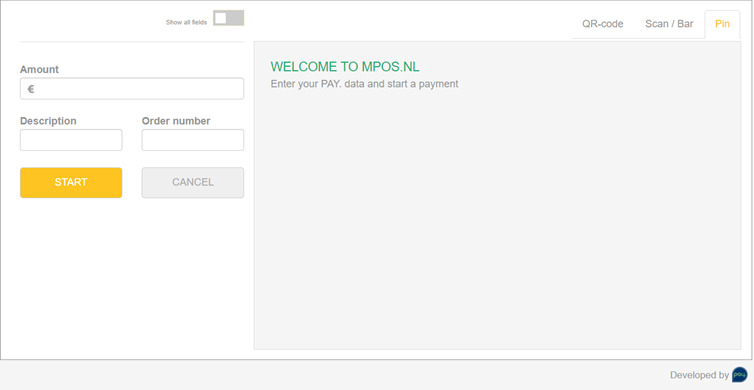 Show all fields
QR-code
Scan / Bar
Pin
Amount
€
Description
Order number
START
CANCEL
WELCOME TO MPOS.NL
Enter your PAY. data and start a payment
Developed by